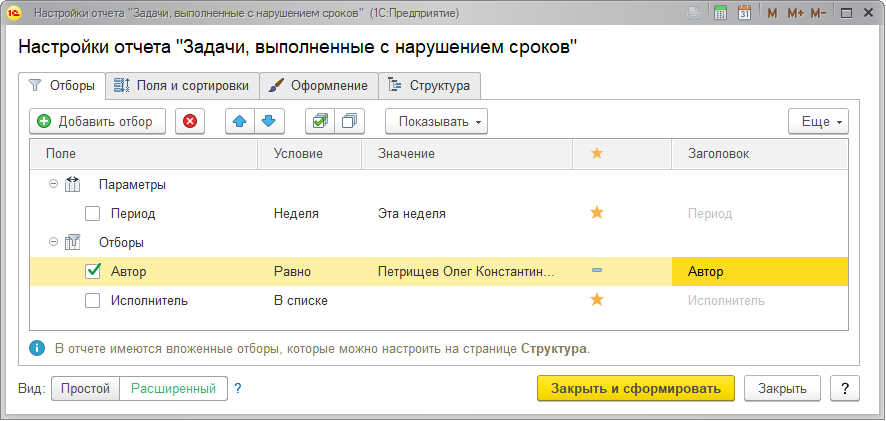 Настройки отчета "Задачи, выполненные с нарушением сроков" (1С:Предприятие)
31 M M+ M-
Настройки отчета "Задачи, выполненные с нарушением сроков"
Отборы Поля и сортировки Оформление Структура
Добавить отбор Показывать Еще
Поле Условие Значение Заголовок
Параметры
Период Неделя Эта неделя Период
Отборы
Автор Равно Петрищев Олег Константин... Автор
Исполнитель В списке Исполнитель
В отчете имеются вложенные отборы, которые можно настроить на странице Структура.
Вид: Простой Расширенный ? Закрыть и сформировать Закрыть ?